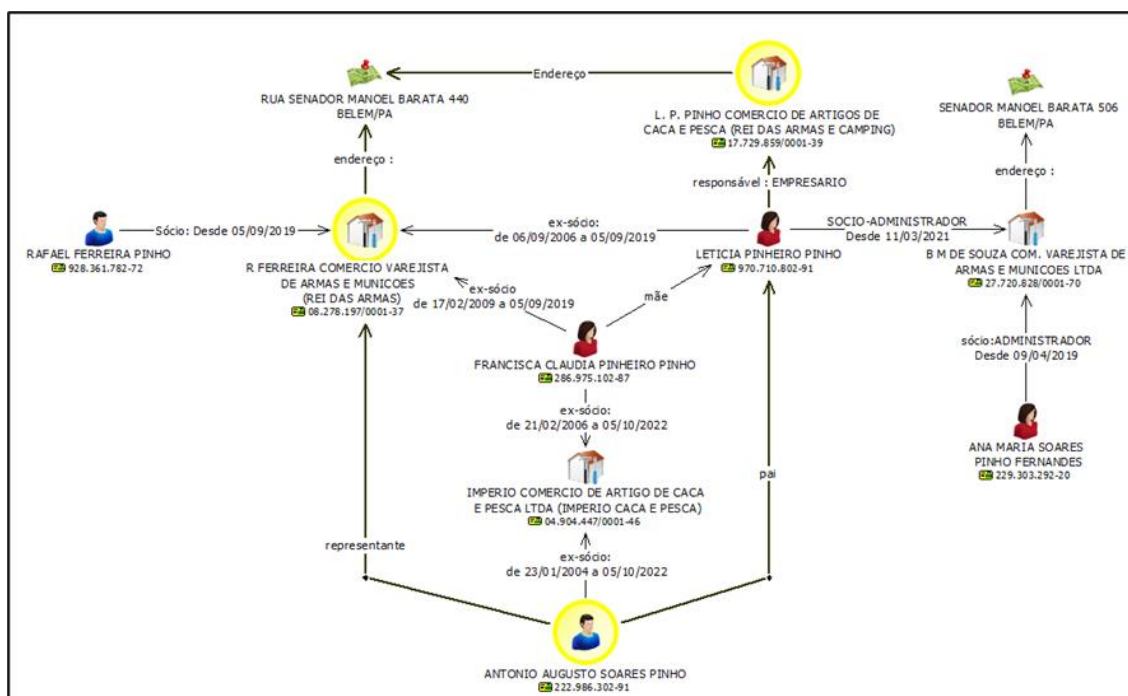 Endereço
RUA SENADOR MANOEL BARATA 440
BELEM/PA
L. P. PINHO COMERCIO DE ARTIGOS DE
CACA E PESCA (REI DAS ARMAS E CAMPING)
17.729.859/0001-39
SENADOR MANOEL BARATA 506
BELEM/PA
endereço :
responsável : EMPRESARIO
endereço :
RAFAEL FERREIRA PINHO
928.361.782-72
Sócio: Desde 05/09/2019
R FERREIRA COMERCIO VAREJISTA
DE ARMAS E MUNICOES
(REI DAS ARMAS)
08.278.197/0001-37
ex-sócio:
de 06/09/2006 a 05/09/2019
LETICIA PINHEIRO PINHO
970.710.802-91
SOCIO-ADMINISTRADOR
Desde 11/03/2021
B M DE SOUZA COM. VAREJISTA DE
ARMAS E MUNICOES LTDA
27.720.828/0001-70
ex-sócio
de 17/02/2009 a 05/09/2019
mãe
FRANCISCA CLAUDIA PINHEIRO PINHO
286.975.102-87
sócio:ADMINISTRADOR
Desde 09/04/2019
ex-sócio:
de 21/02/2006 a 05/10/2022
ANA MARIA SOARES
PINHO FERNANDES
229.303.292-20
IMPERIO COMERCIO DE ARTIGO DE CACA
E PESCA LTDA (IMPERIO CACA E PESCA)
04.904.447/0001-46
pai
representante
ex-sócio:
de 23/01/2004 a 05/10/2022
ANTONIO AUGUSTO SOARES PINHO
222.986.302-91